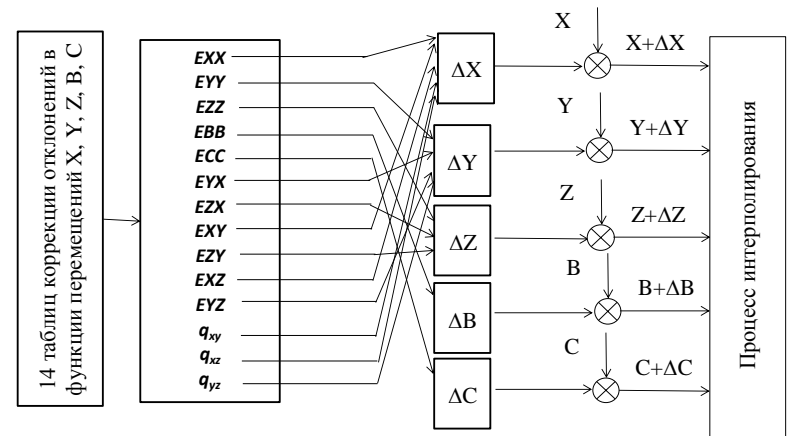 14 таблиц коррекции отклонений в
функции перемещений X, Y, Z, B, C
EXX
EYY
EZZ
EBB
ECC
EYX
EZX
EXY
EZY
EXZ
EYZ
qxy
qxz
qyz
ΔX
ΔY
ΔZ
ΔB
ΔC
X
X+ΔX
Y
Y+ΔY
Z
Z+ΔZ
B
B+ΔB
C
C+ΔC
Процесс интерполирования